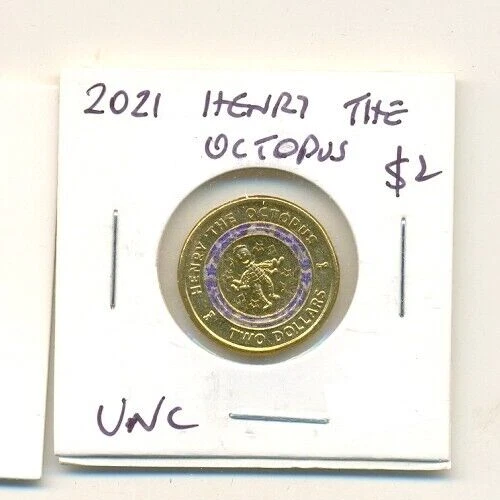 2021 HENRY THE
OCTOPUS
$2
HENRY THE OCTOPUS
TWO DOLLARS
UNC